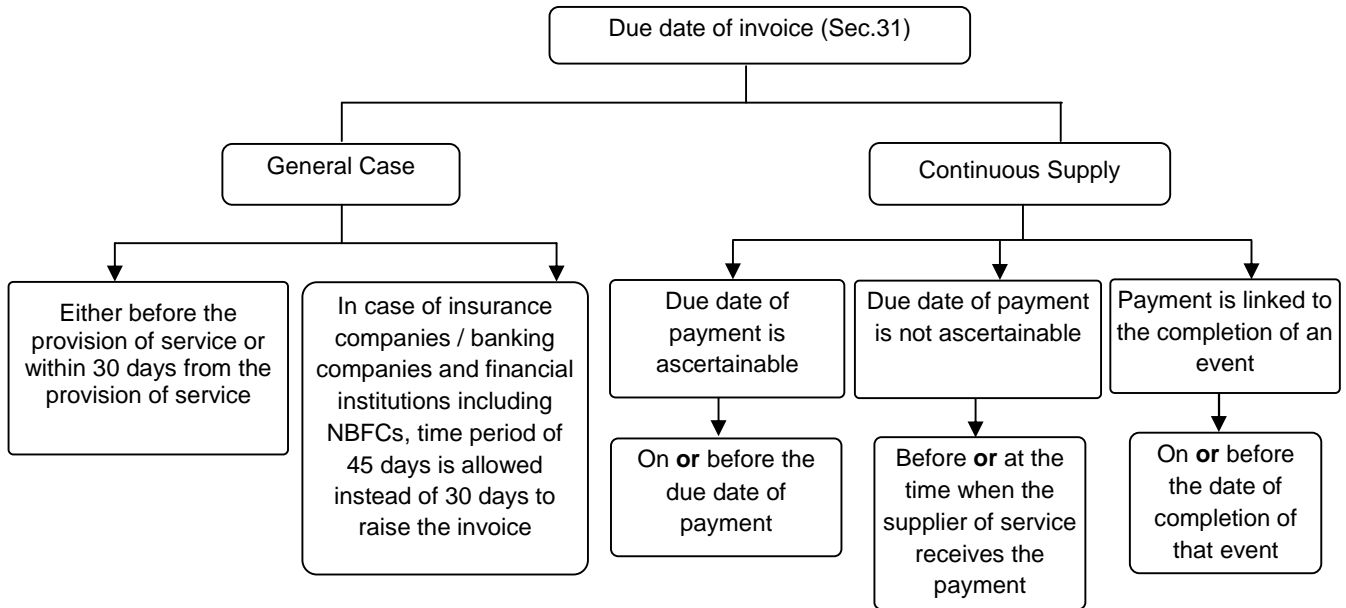 Due date of invoice (Sec.31)
General Case
Continuous Supply
Either before the
provision of service or
within 30 days from the
provision of service
In case of insurance
companies / banking
companies and financial
institutions including
NBFCs, time period of
45 days is allowed
instead of 30 days to
raise the invoice
Due date of
payment is
ascertainable
Due date of payment
is not ascertainable
Payment is linked to
the completion of an
event
On or before the
due date of
payment
Before or at the
time when the
supplier of service
receives the
payment
On or before
the date of
completion of
that event